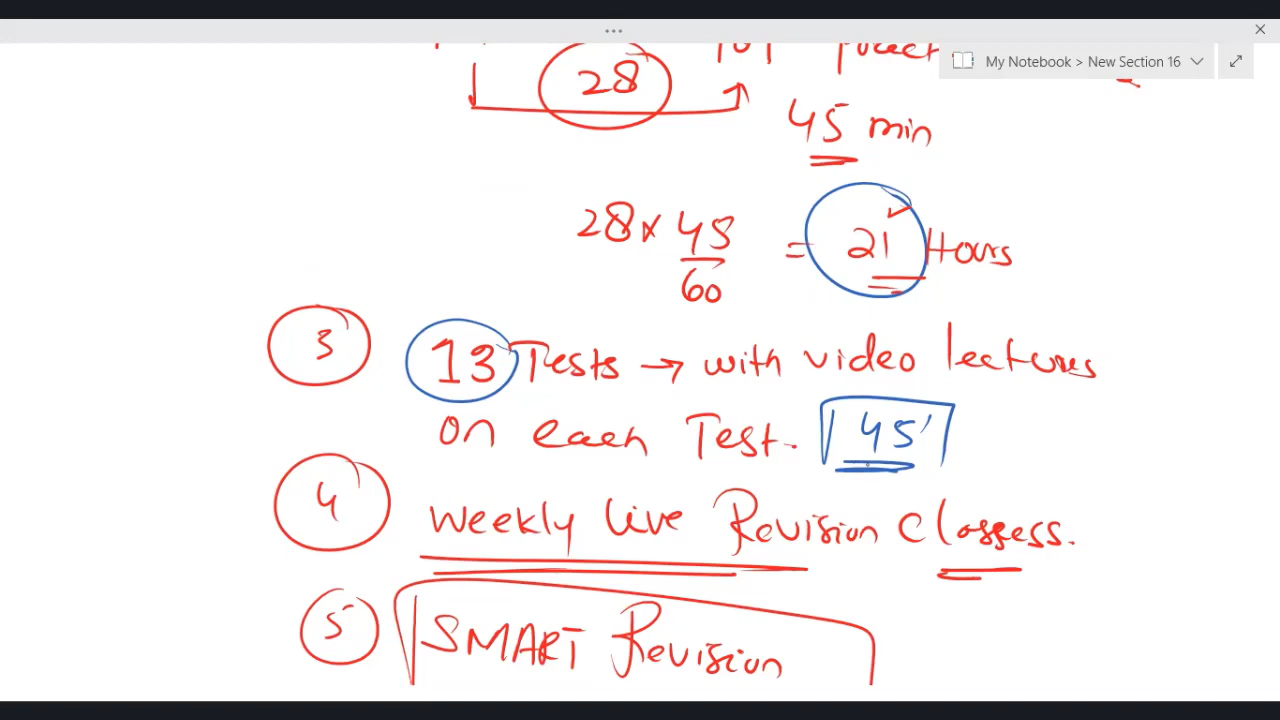 My Notebook > New Section 16
28
45 min
28 × 45
60
= 21 Hours
3 13 Tests → with video lectures
on each Test. 45'
4 weekly live Revision Classess.
5 SMART Revision